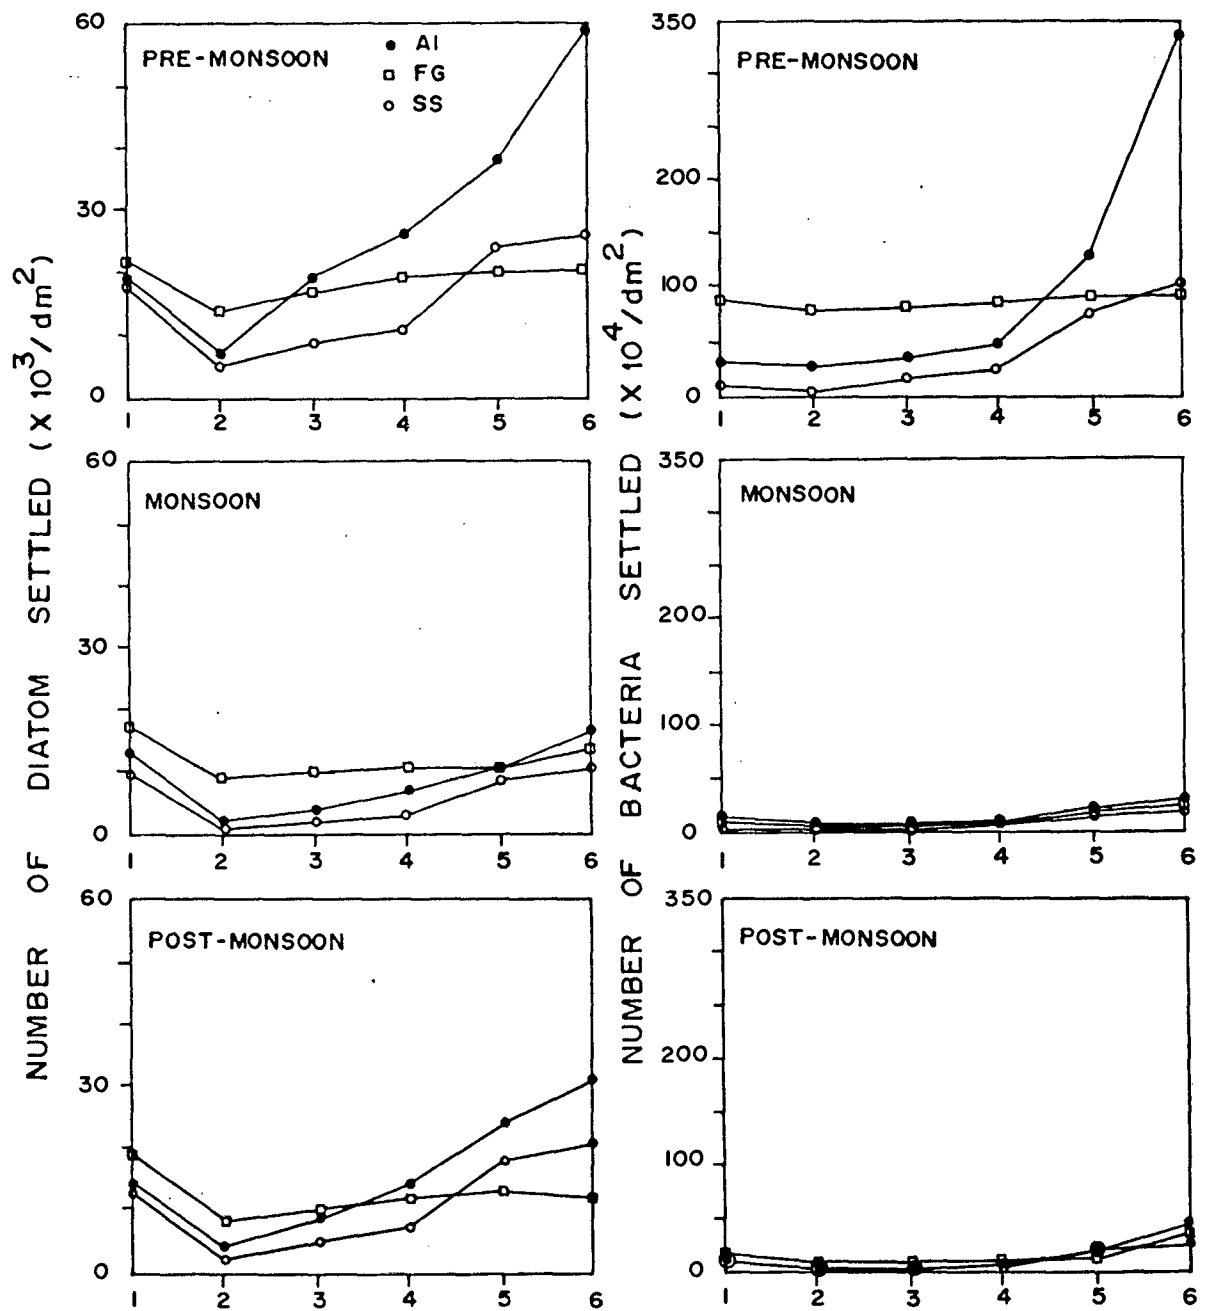 NUMBER OF DIATOM SETTLED (X 10³/dm²)
60
30
0
PRE-MONSOON
Al
FG
SS
1 2 3 4 5 6
60
30
0
MONSOON
1 2 3 4 5 6
60
30
0
POST-MONSOON
1 2 3 4 5 6
NUMBER OF BACTERIA SETTLED (X 10⁴/dm²)
350
200
100
0
PRE-MONSOON
1 2 3 4 5 6
350
200
100
0
MONSOON
1 2 3 4 5 6
350
200
100
0
POST-MONSOON
1 2 3 4 5 6